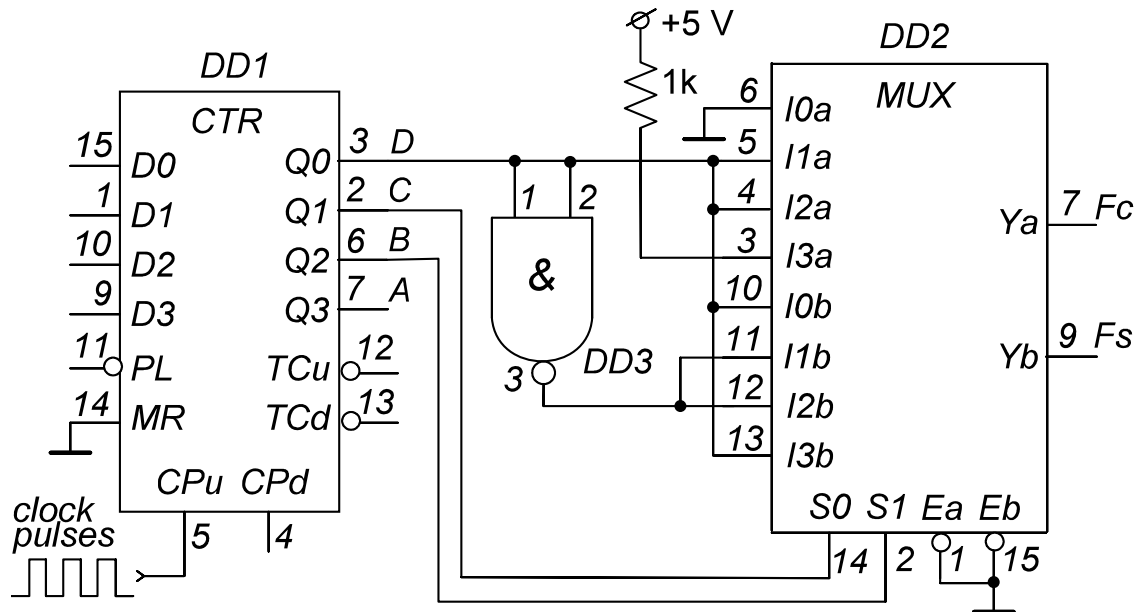 +5 V
1k
DD1
CTR
15 D0
1 D1
10 D2
9 D3
11 PL
14 MR
Q0 3 D
Q1 2 C
Q2 6 B
Q3 7 A
TCu 12
TCd 13
CPu CPd
5 4
clock
pulses
1 2
&
DD3
3
DD2
MUX
6 I0a
5 I1a
4 I2a
3 I3a
10 I0b
11 I1b
12 I2b
13 I3b
Ya 7 Fc
Yb 9 Fs
S0 S1 Ea Eb
14 2 1 15